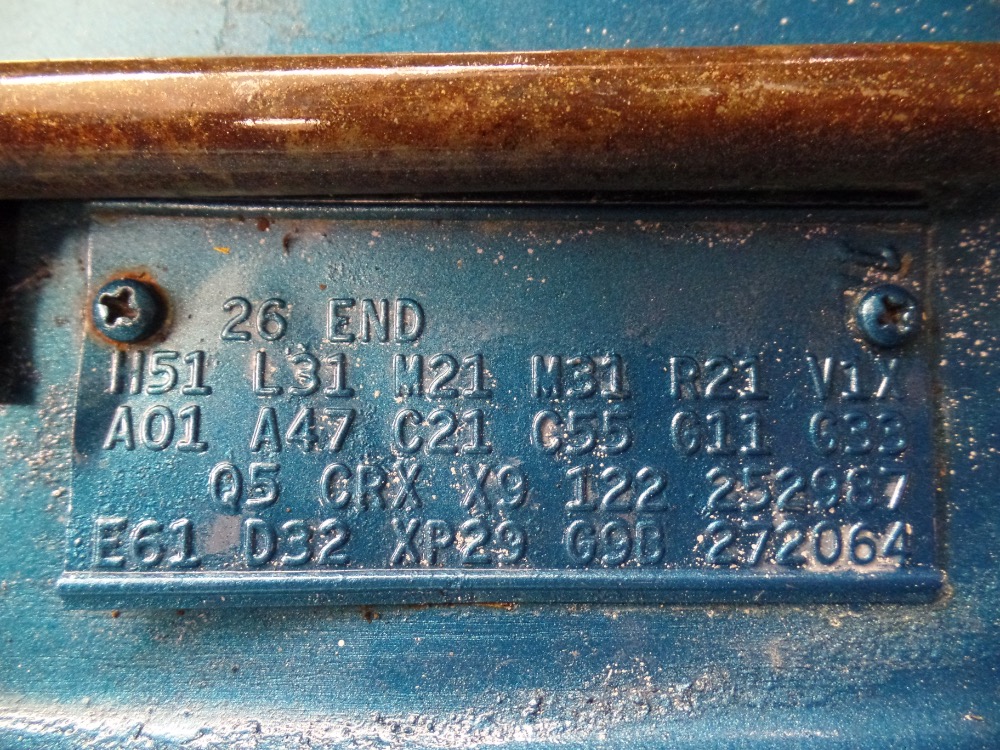 26 END
H51 L31 M21 M31 R21 V1X
A01 A47 C21 C55 G11 G33
Q5 CRX X9 122 252987
E61 D32 XP29 G9B 272064